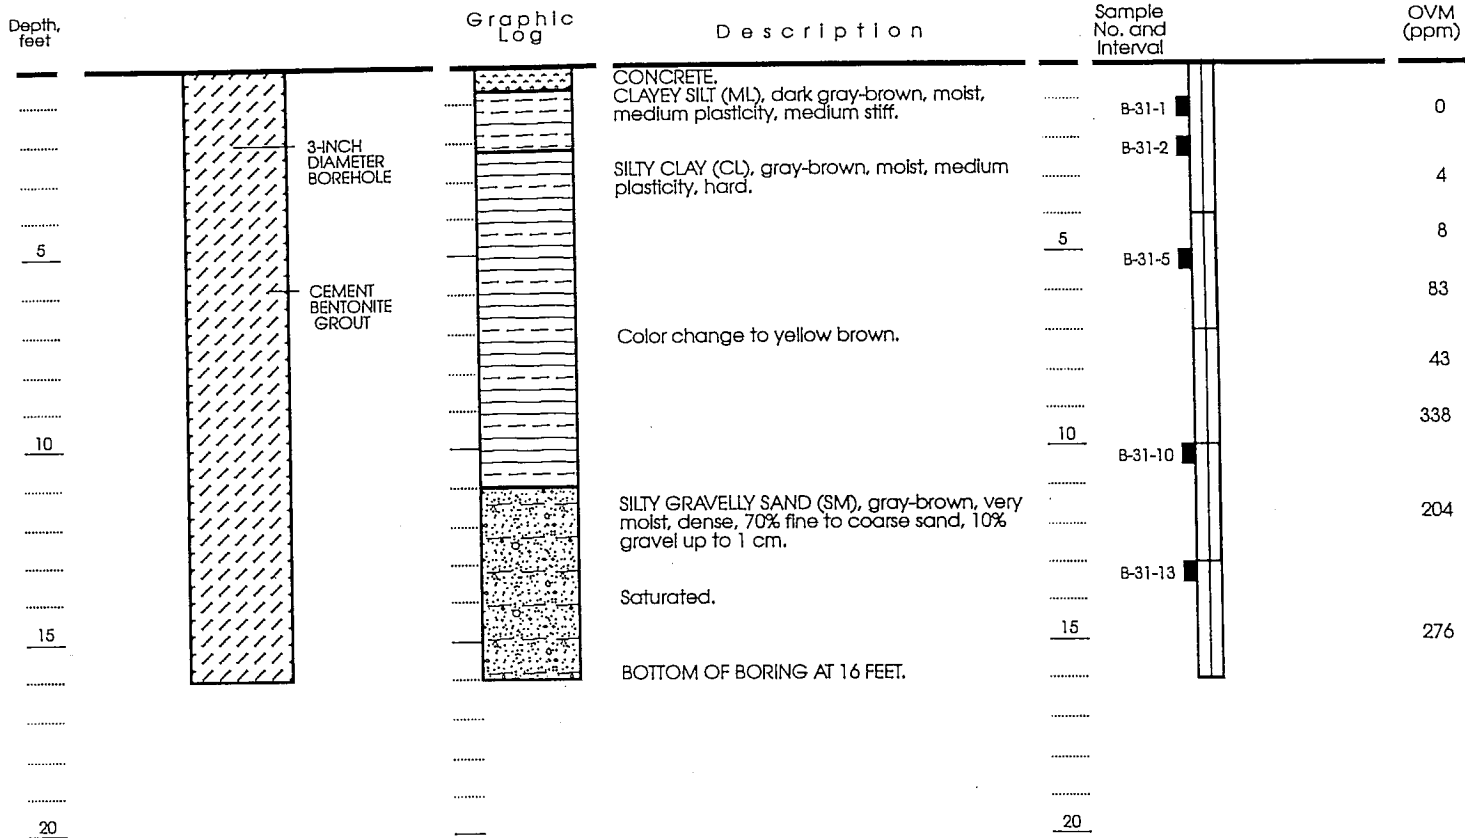 Depth,
feet
Graphic
Log
Description
Sample
No. and
Interval
OVM
(ppm)
CONCRETE.
CLAYEY SILT (ML), dark gray-brown, moist,
medium plasticity, medium stiff.
B-31-1
0
3-INCH
DIAMETER
BOREHOLE
B-31-2
SILTY CLAY (CL), gray-brown, moist, medium
plasticity, hard.
4
8
5
5
B-31-5
83
CEMENT
BENTONITE
GROUT
Color change to yellow brown.
43
338
10
10
B-31-10
SILTY GRAVELLY SAND (SM), gray-brown, very
moist, dense, 70% fine to coarse sand, 10%
gravel up to 1 cm.
204
B-31-13
Saturated.
15
15
276
BOTTOM OF BORING AT 16 FEET.
20
20